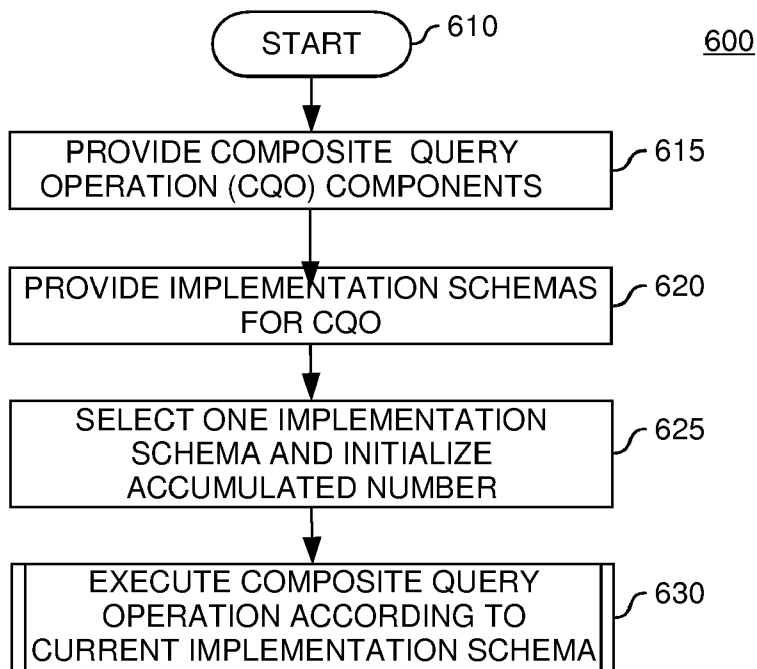 START
610
600
PROVIDE COMPOSITE QUERY
OPERATION (CQO) COMPONENTS
615
PROVIDE IMPLEMENTATION SCHEMAS
FOR CQO
620
SELECT ONE IMPLEMENTATION
SCHEMA AND INITIALIZE
ACCUMULATED NUMBER
625
EXECUTE COMPOSITE QUERY
OPERATION ACCORDING TO
CURRENT IMPLEMENTATION SCHEMA
630